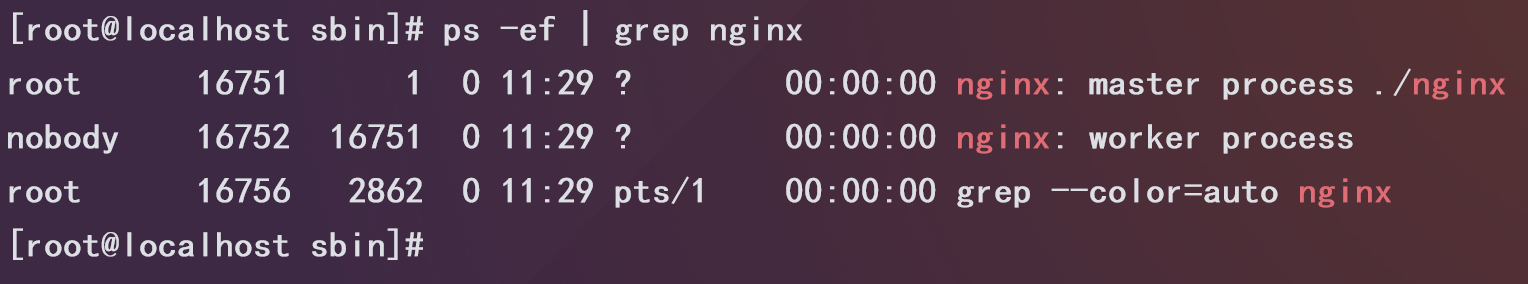 [root@localhost sbin]# ps -ef | grep nginx
root      16751      1  0 11:29 ?        00:00:00 nginx: master process ./nginx
nobody    16752  16751  0 11:29 ?        00:00:00 nginx: worker process
root      16756   2862  0 11:29 pts/1    00:00:00 grep --color=auto nginx
[root@localhost sbin]#